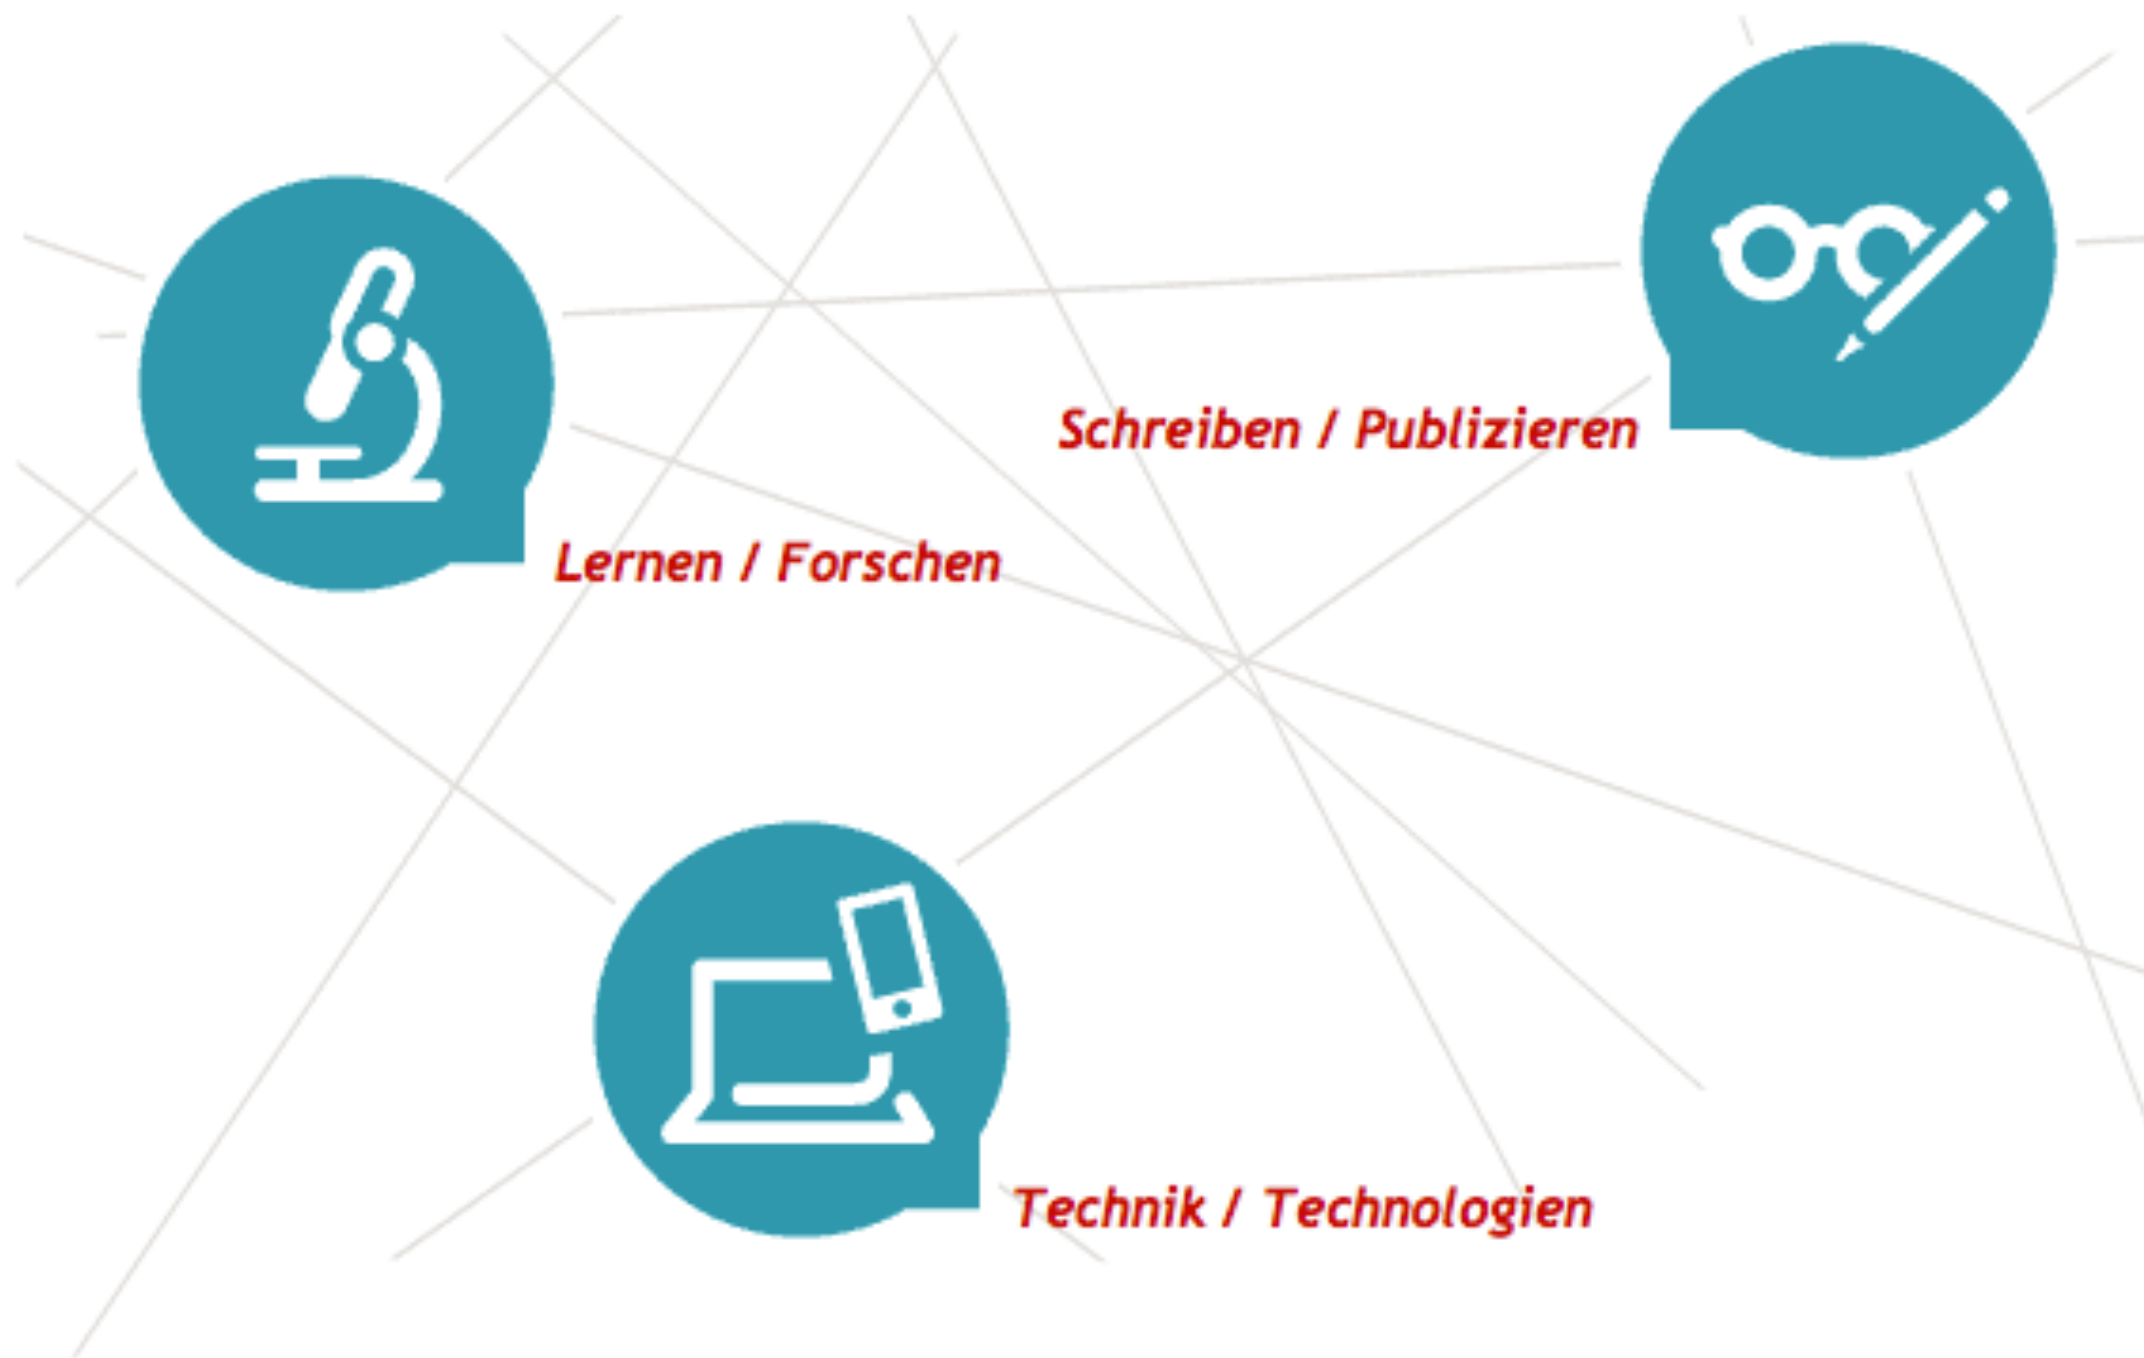 Schreiben / Publizieren
Lernen / Forschen
Technik / Technologien